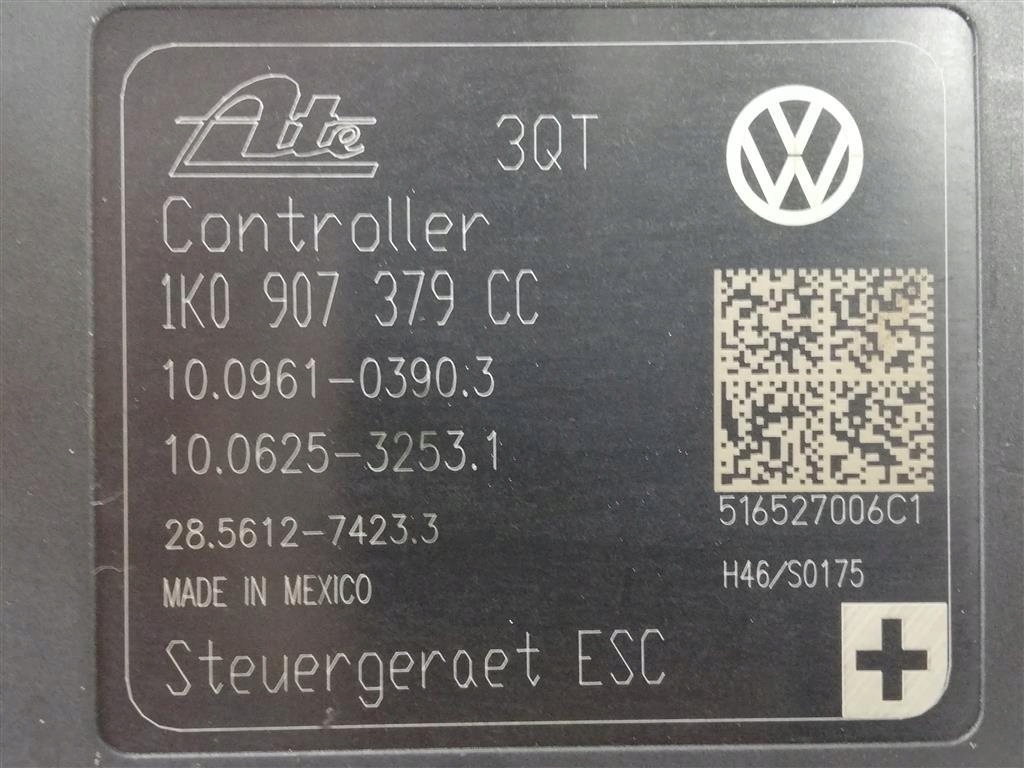 Ate 3QT
Controller
1K0 907 379 CC
10.0961-0390.3
10.0625-3253.1
28.5612-7423.3
MADE IN MEXICO
Steuergeraet ESC
VW
516527006C1
H46/S0175